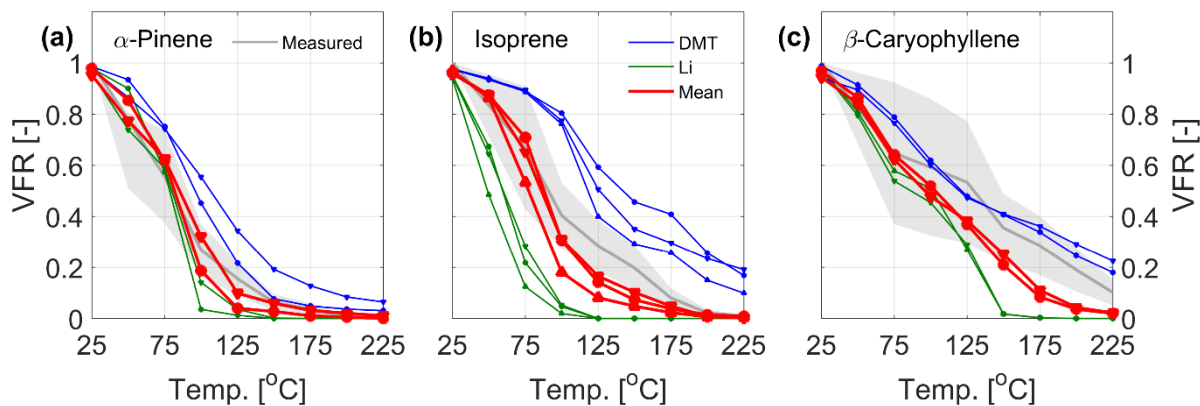 (a) α-Pinene Measured
(b) Isoprene DMT
Li
Mean
(c) β-Caryophyllene
VFR [-]
1
0.8
0.6
0.4
0.2
0
25 75 125 175 225
Temp. [°C]
25 75 125 175 225
Temp. [°C]
25 75 125 175 225
Temp. [°C]
1
0.8
0.6
0.4
0.2
0
VFR [-]